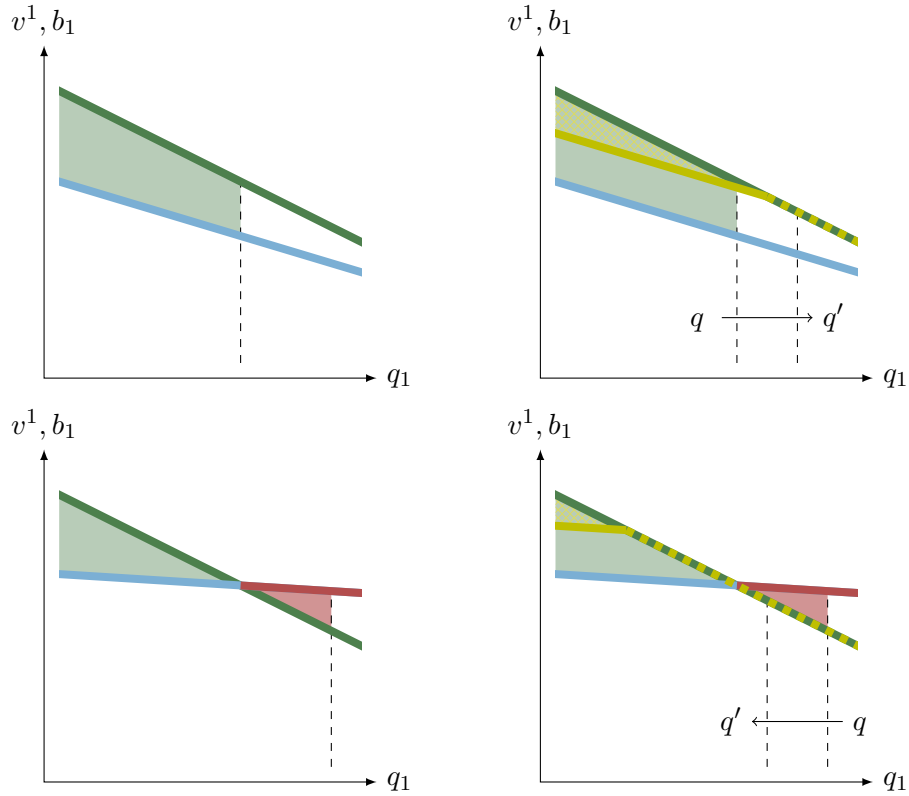 v¹, b₁
v¹, b₁
q q′
q₁
q₁
v¹, b₁
v¹, b₁
q′ q
q₁
q₁